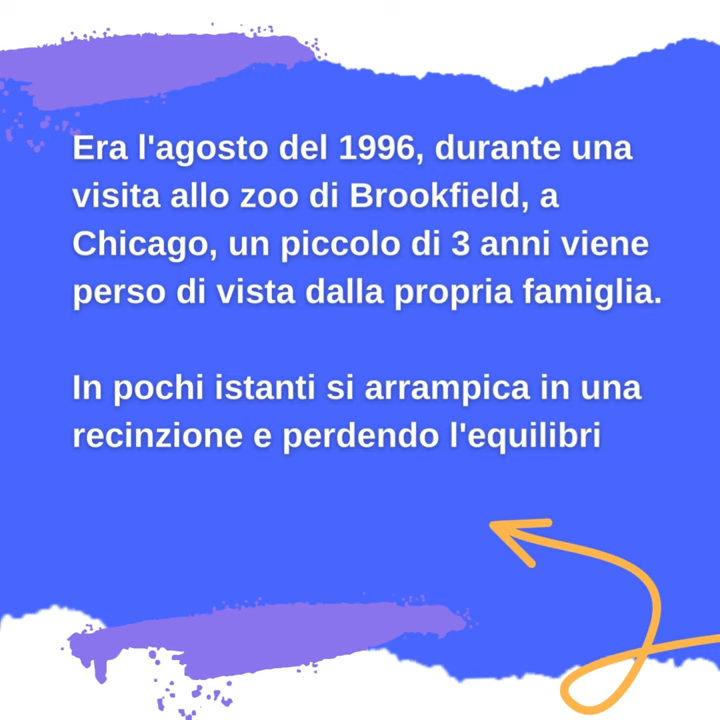 Era l'agosto del 1996, durante una
visita allo zoo di Brookfield, a
Chicago, un piccolo di 3 anni viene
perso di vista dalla propria famiglia.
In pochi istanti si arrampica in una
recinzione e perdendo l'equilibri